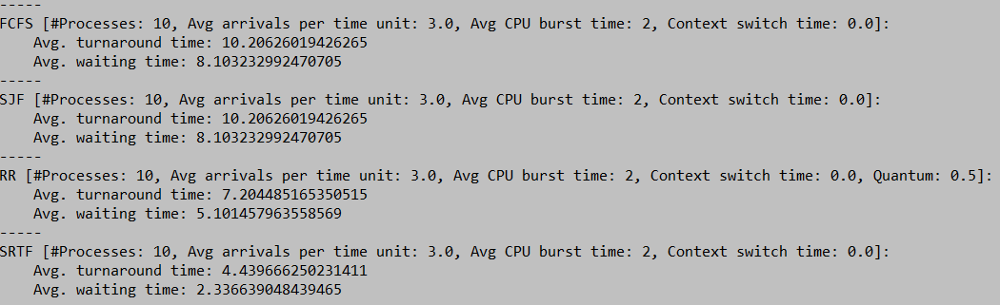 -----
FCFS [#Processes: 10, Avg arrivals per time unit: 3.0, Avg CPU burst time: 2, Context switch time: 0.0]:
    Avg. turnaround time: 10.20626019426265
    Avg. waiting time: 8.103232992470705
-----
SJF [#Processes: 10, Avg arrivals per time unit: 3.0, Avg CPU burst time: 2, Context switch time: 0.0]:
    Avg. turnaround time: 10.20626019426265
    Avg. waiting time: 8.103232992470705
-----
RR [#Processes: 10, Avg arrivals per time unit: 3.0, Avg CPU burst time: 2, Context switch time: 0.0, Quantum: 0.5]:
    Avg. turnaround time: 7.204485165350515
    Avg. waiting time: 5.101457963558569
-----
SRTF [#Processes: 10, Avg arrivals per time unit: 3.0, Avg CPU burst time: 2, Context switch time: 0.0]:
    Avg. turnaround time: 4.439666250231411
    Avg. waiting time: 2.336639048439465